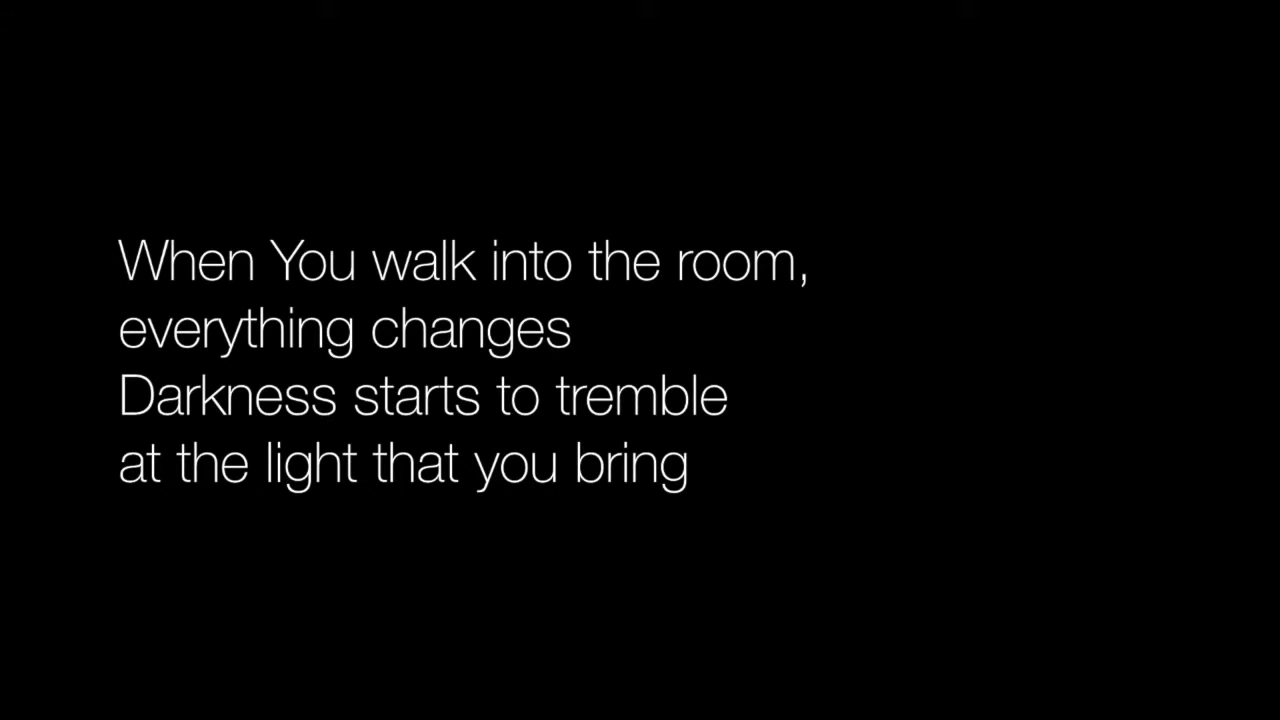 When You walk into the room,
everything changes
Darkness starts to tremble
at the light that you bring